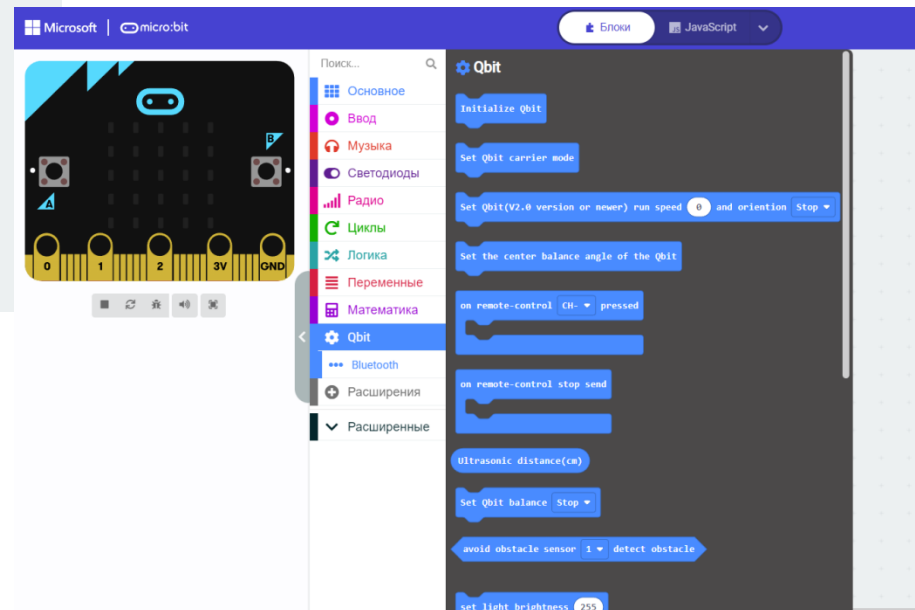 Microsoft
micro:bit
Блоки
JavaScript
B
A
0
1
2
3V
GND
Поиск...
Основное
Ввод
Музыка
Светодиоды
Радио
Циклы
Логика
Переменные
Математика
Qbit
Bluetooth
Расширения
Расширенные
Qbit
Initialize Qbit
Set Qbit carrier mode
Set Qbit(V2.0 version or newer) run speed 0 and oriention Stop
Set the center balance angle of the Qbit
on remote-control CH- pressed
on remote-control stop send
Ultrasonic distance(cm)
Set Qbit balance Stop
avoid obstacle sensor 1 detect obstacle
set light brightness 255